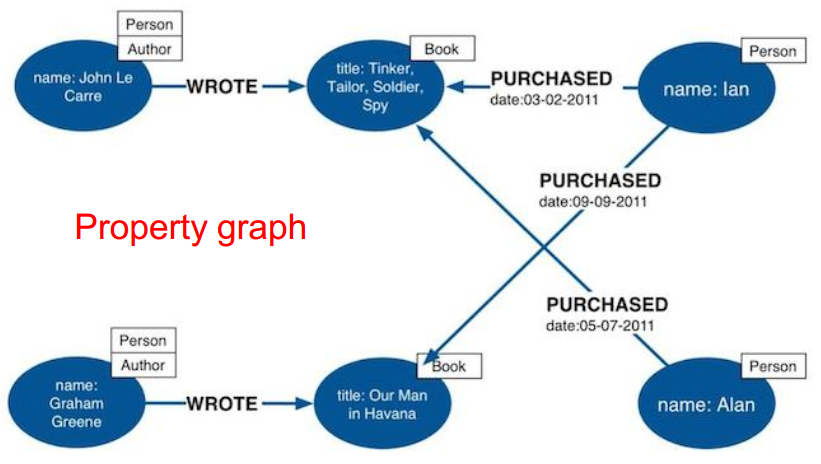 Person
Author
name: John Le
Carre
WROTE
Book
title: Tinker,
Tailor, Soldier,
Spy
PURCHASED
date:03-02-2011
Person
name: Ian
PURCHASED
date:09-09-2011
Property graph
PURCHASED
date:05-07-2011
Person
Author
name:
Graham
Greene
WROTE
Book
title: Our Man
in Havana
Person
name: Alan